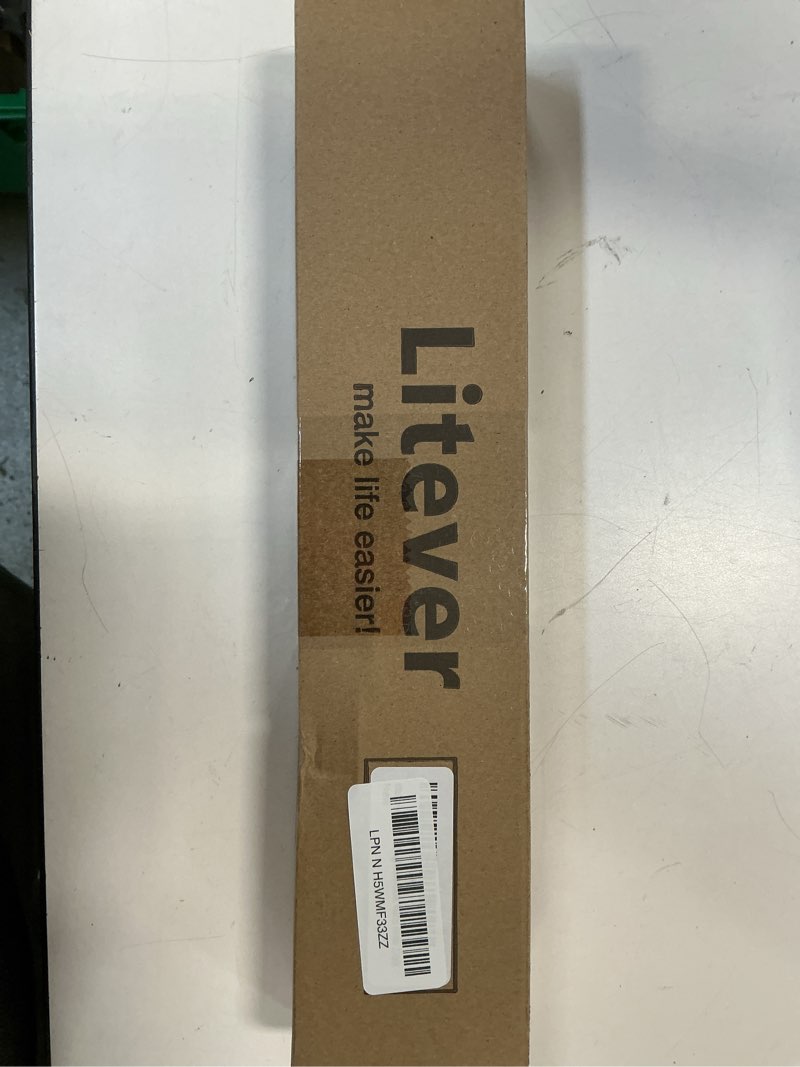 Litever
make life easier!
LPN N H5WMF33ZZ